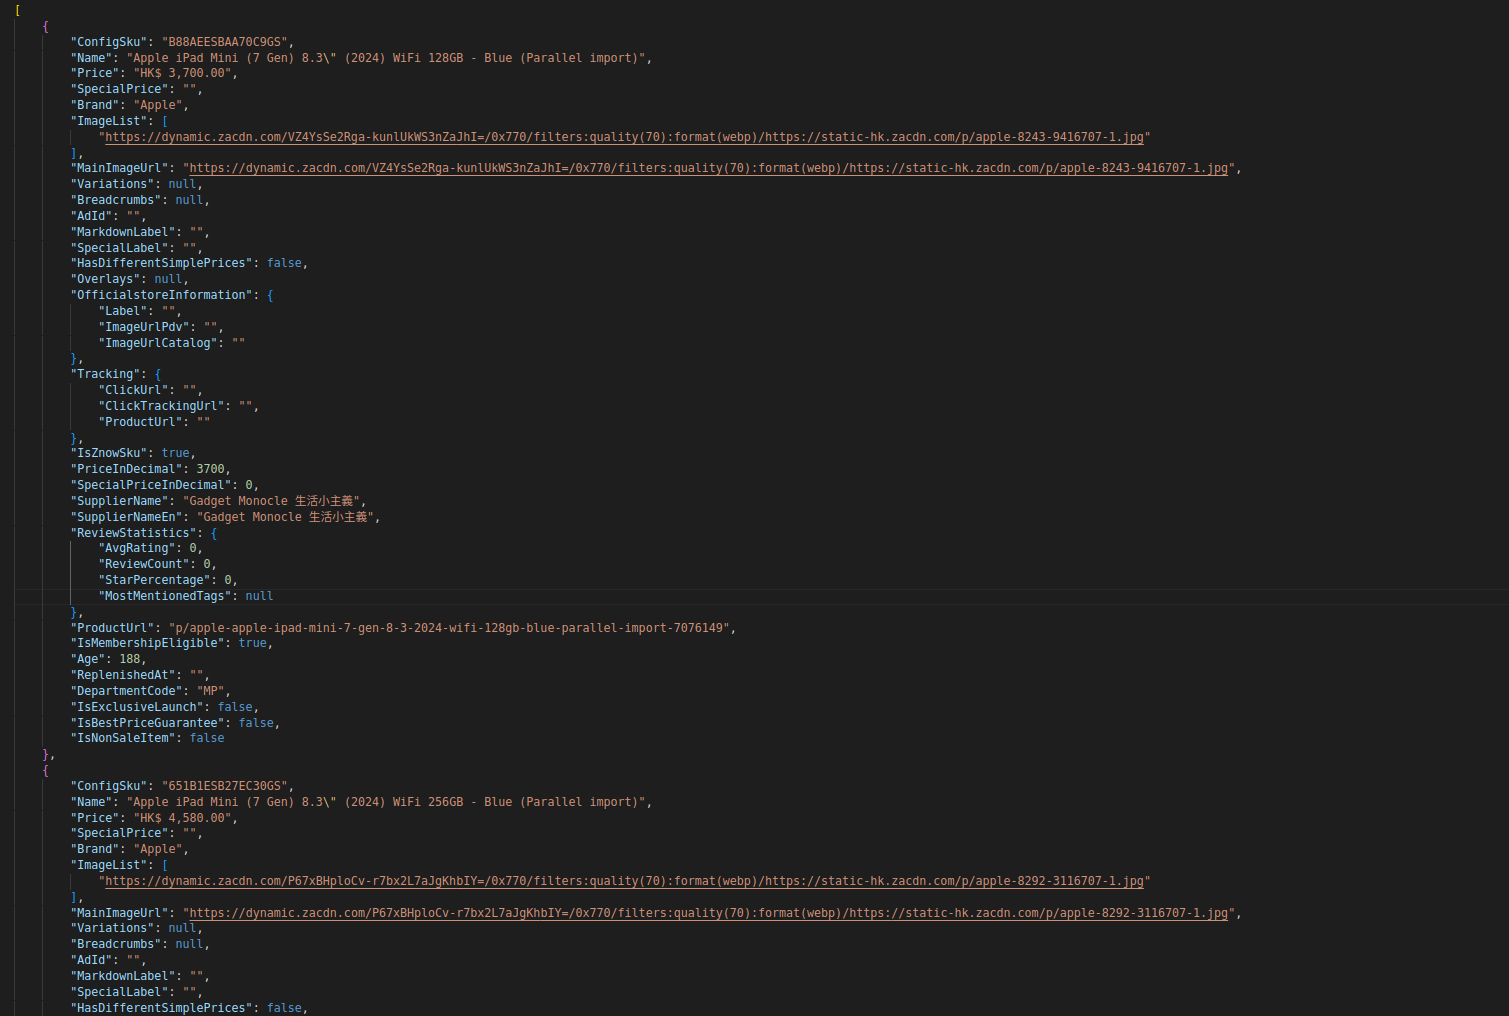 [
{
"ConfigSku": "B88AEESBAA70C9GS",
"Name": "Apple iPad Mini (7 Gen) 8.3\" (2024) WiFi 128GB - Blue (Parallel import)",
"Price": "HK$ 3,700.00",
"SpecialPrice": "",
"Brand": "Apple",
"ImageList": [
"https://dynamic.zacdn.com/VZ4YsSe2Rga-kunlUkWS3nZaJhI=/0x770/filters:quality(70):format(webp)/https://static-hk.zacdn.com/p/apple-8243-9416707-1.jpg"
],
"MainImageUrl": "https://dynamic.zacdn.com/VZ4YsSe2Rga-kunlUkWS3nZaJhI=/0x770/filters:quality(70):format(webp)/https://static-hk.zacdn.com/p/apple-8243-9416707-1.jpg",
"Variations": null,
"Breadcrumbs": null,
"AdId": "",
"MarkdownLabel": "",
"SpecialLabel": "",
"HasDifferentSimplePrices": false,
"Overlays": null,
"OfficialstoreInformation": {
"Label": "",
"ImageUrlPdv": "",
"ImageUrlCatalog": ""
},
"Tracking": {
"ClickUrl": "",
"ClickTrackingUrl": "",
"ProductUrl": ""
},
"IsZnowSku": true,
"PriceInDecimal": 3700,
"SpecialPriceInDecimal": 0,
"SupplierName": "Gadget Monocle 生活小主義",
"SupplierNameEn": "Gadget Monocle 生活小主義",
"ReviewStatistics": {
"AvgRating": 0,
"ReviewCount": 0,
"StarPercentage": 0,
"MostMentionedTags": null
},
"ProductUrl": "p/apple-apple-ipad-mini-7-gen-8-3-2024-wifi-128gb-blue-parallel-import-7076149",
"IsMembershipEligible": true,
"Age": 188,
"ReplenishedAt": "",
"DepartmentCode": "MP",
"IsExclusiveLaunch": false,
"IsBestPriceGuarantee": false,
"IsNonSaleItem": false
},
{
"ConfigSku": "651B1ESB27EC30GS",
"Name": "Apple iPad Mini (7 Gen) 8.3\" (2024) WiFi 256GB - Blue (Parallel import)",
"Price": "HK$ 4,580.00",
"SpecialPrice": "",
"Brand": "Apple",
"ImageList": [
"https://dynamic.zacdn.com/P67xBHploCv-r7bx2L7aJgKhbIY=/0x770/filters:quality(70):format(webp)/https://static-hk.zacdn.com/p/apple-8292-3116707-1.jpg"
],
"MainImageUrl": "https://dynamic.zacdn.com/P67xBHploCv-r7bx2L7aJgKhbIY=/0x770/filters:quality(70):format(webp)/https://static-hk.zacdn.com/p/apple-8292-3116707-1.jpg",
"Variations": null,
"Breadcrumbs": null,
"AdId": "",
"MarkdownLabel": "",
"SpecialLabel": "",
"HasDifferentSimplePrices": false,